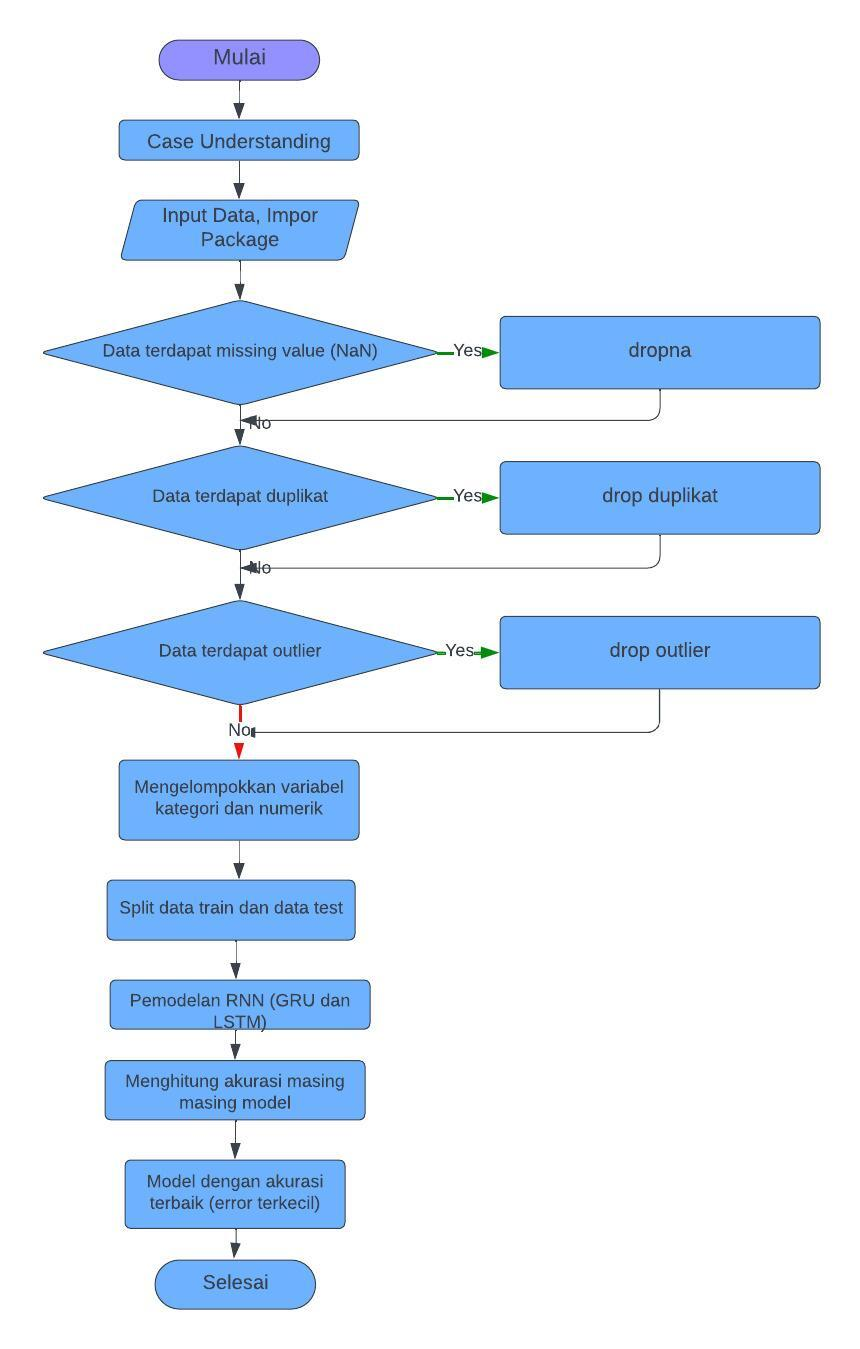 Mulai
Case Understanding
Input Data, Impor
Package
Data terdapat missing value (NaN)
Yes
dropna
No
Data terdapat duplikat
Yes
drop duplikat
No
Data terdapat outlier
Yes
drop outlier
No
Mengelompokkan variabel
kategori dan numerik
Split data train dan data test
Pemodelan RNN (GRU dan
LSTM)
Menghitung akurasi masing
masing model
Model dengan akurasi
terbaik (error terkecil)
Selesai